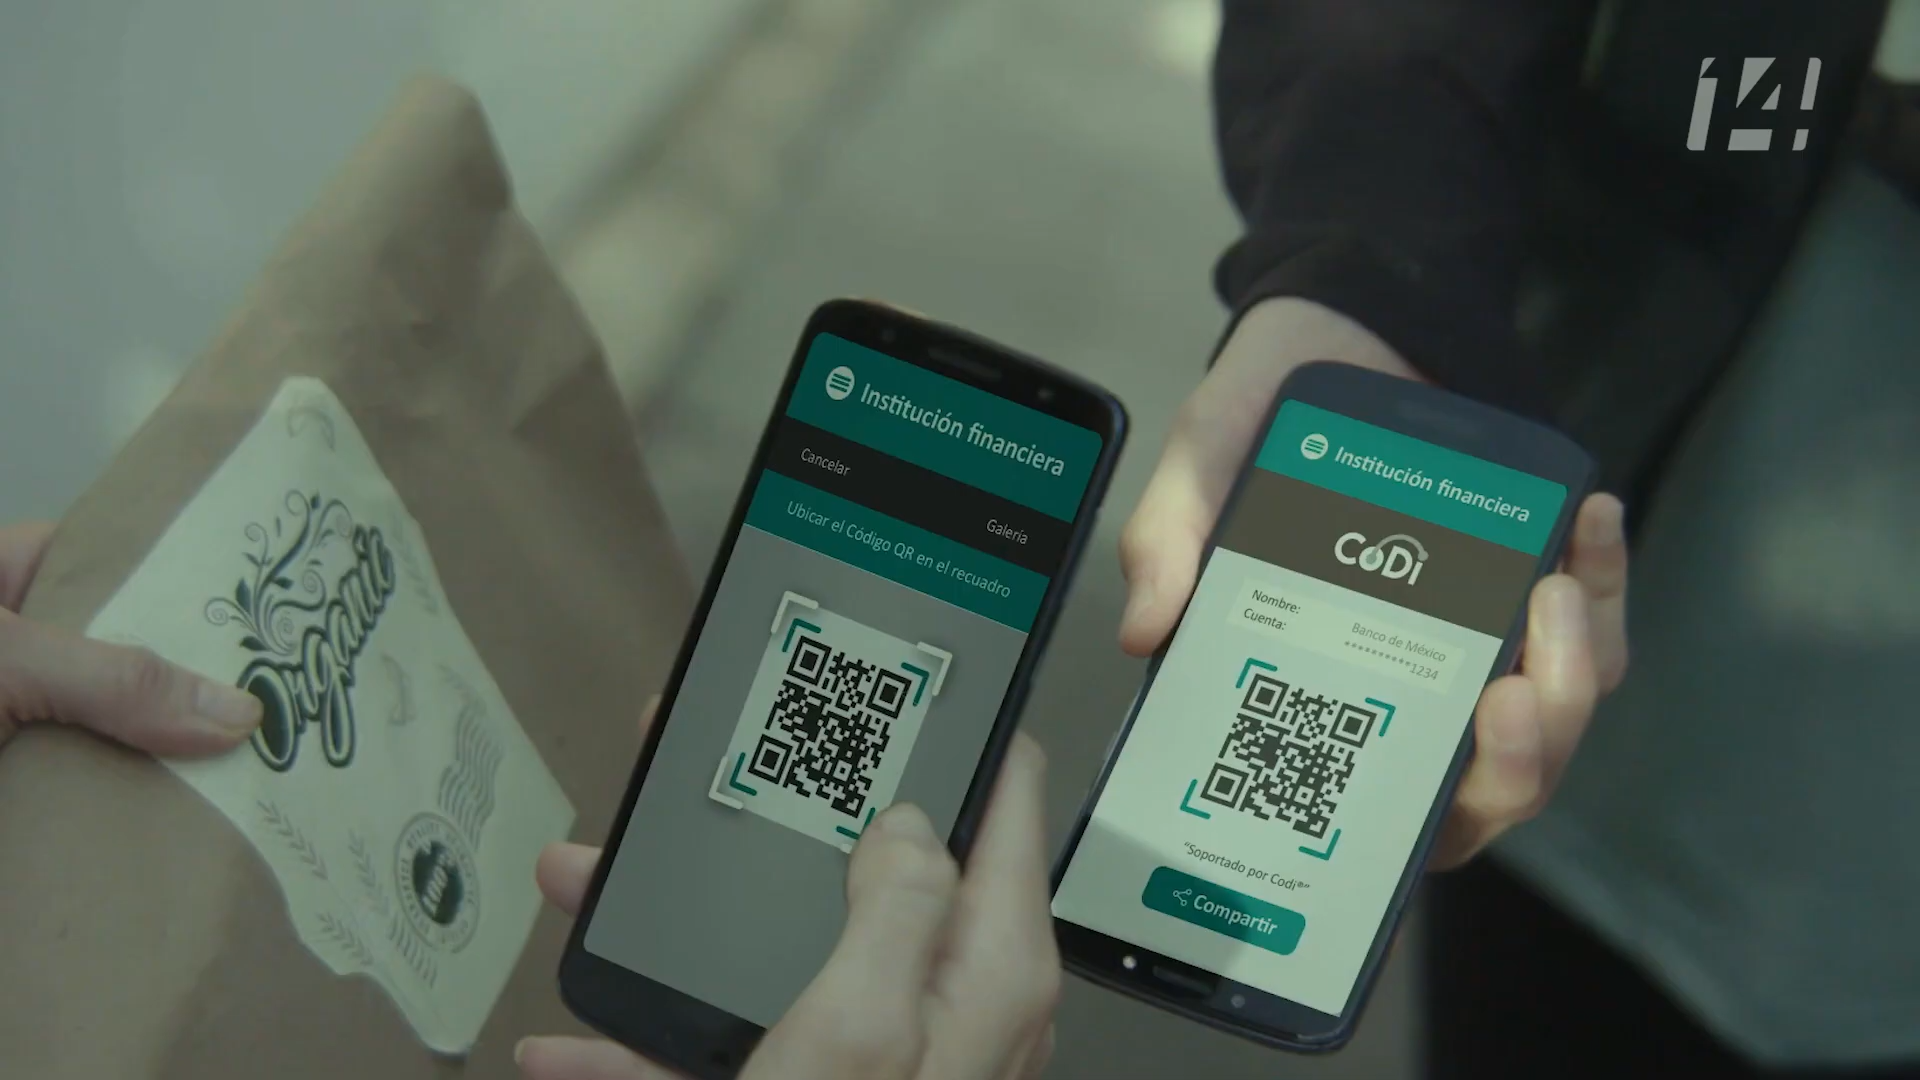 14!
Organic
100%
Institución financiera
Cancelar
Galería
Ubicar el Código QR en el recuadro
Institución financiera
CoDi
Nombre:
Banco de México
Cuenta:
**********1234
“Soportado por Codi®”
Compartir